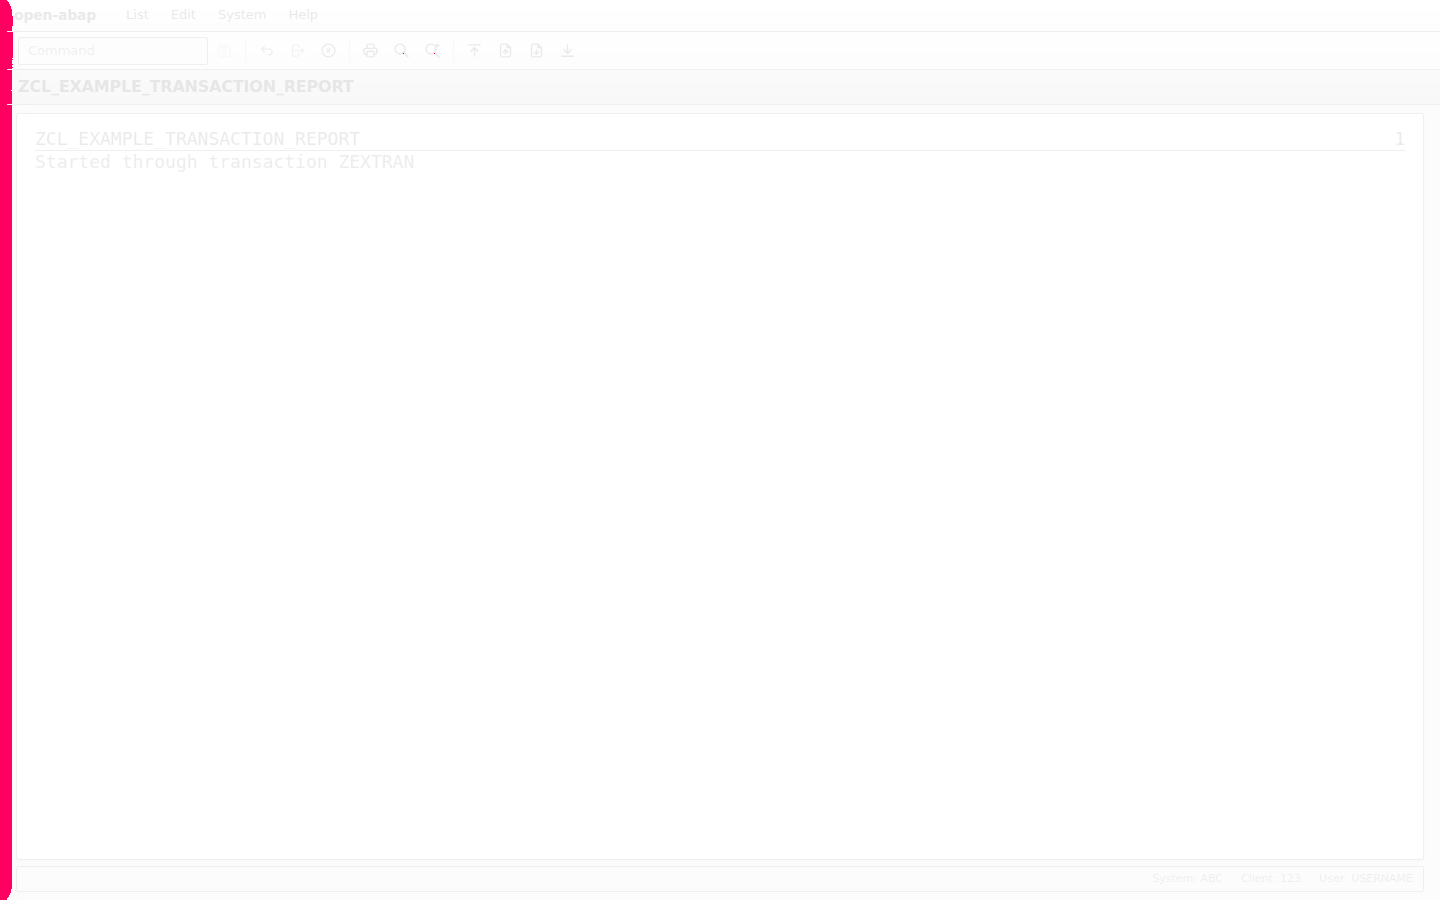 open-abap List Edit System Help
Command
ZCL_EXAMPLE_TRANSACTION_REPORT
ZCL_EXAMPLE_TRANSACTION_REPORT 1
Started through transaction ZEXTRAN
System: ABC Client: 123 User: USERNAME